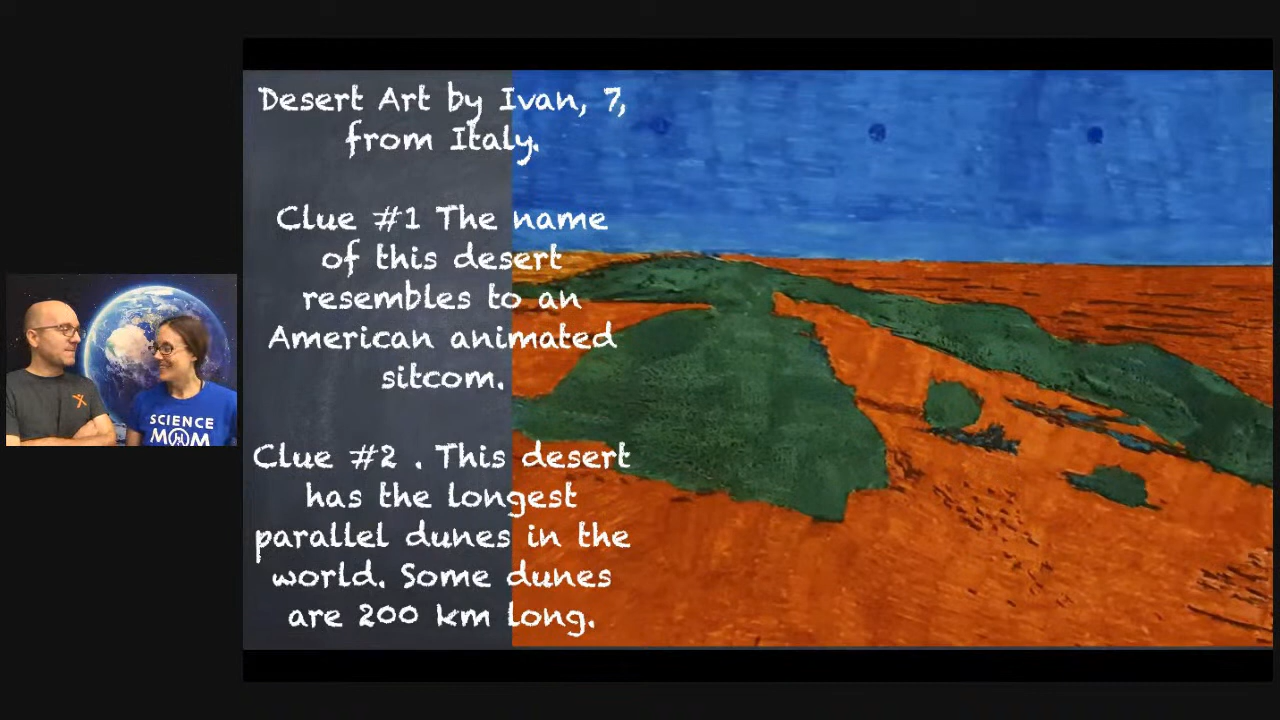 Desert Art by Ivan, 7,
from Italy.
Clue #1 The name
of this desert
resembles to an
American animated
sitcom.
Clue #2 . This desert
has the longest
parallel dunes in the
world. Some dunes
are 200 km long.
SCIENCE
MOM